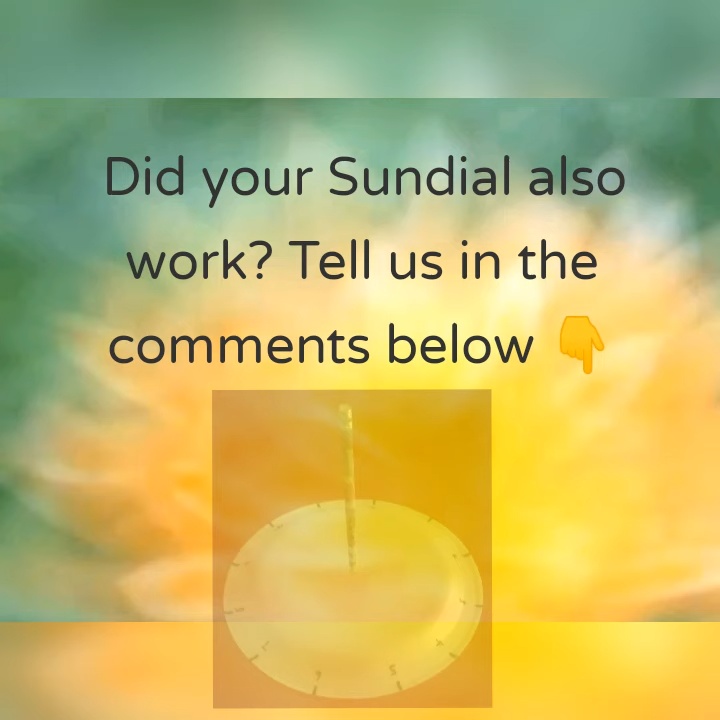 Did your Sundial also
work? Tell us in the
comments below 👇